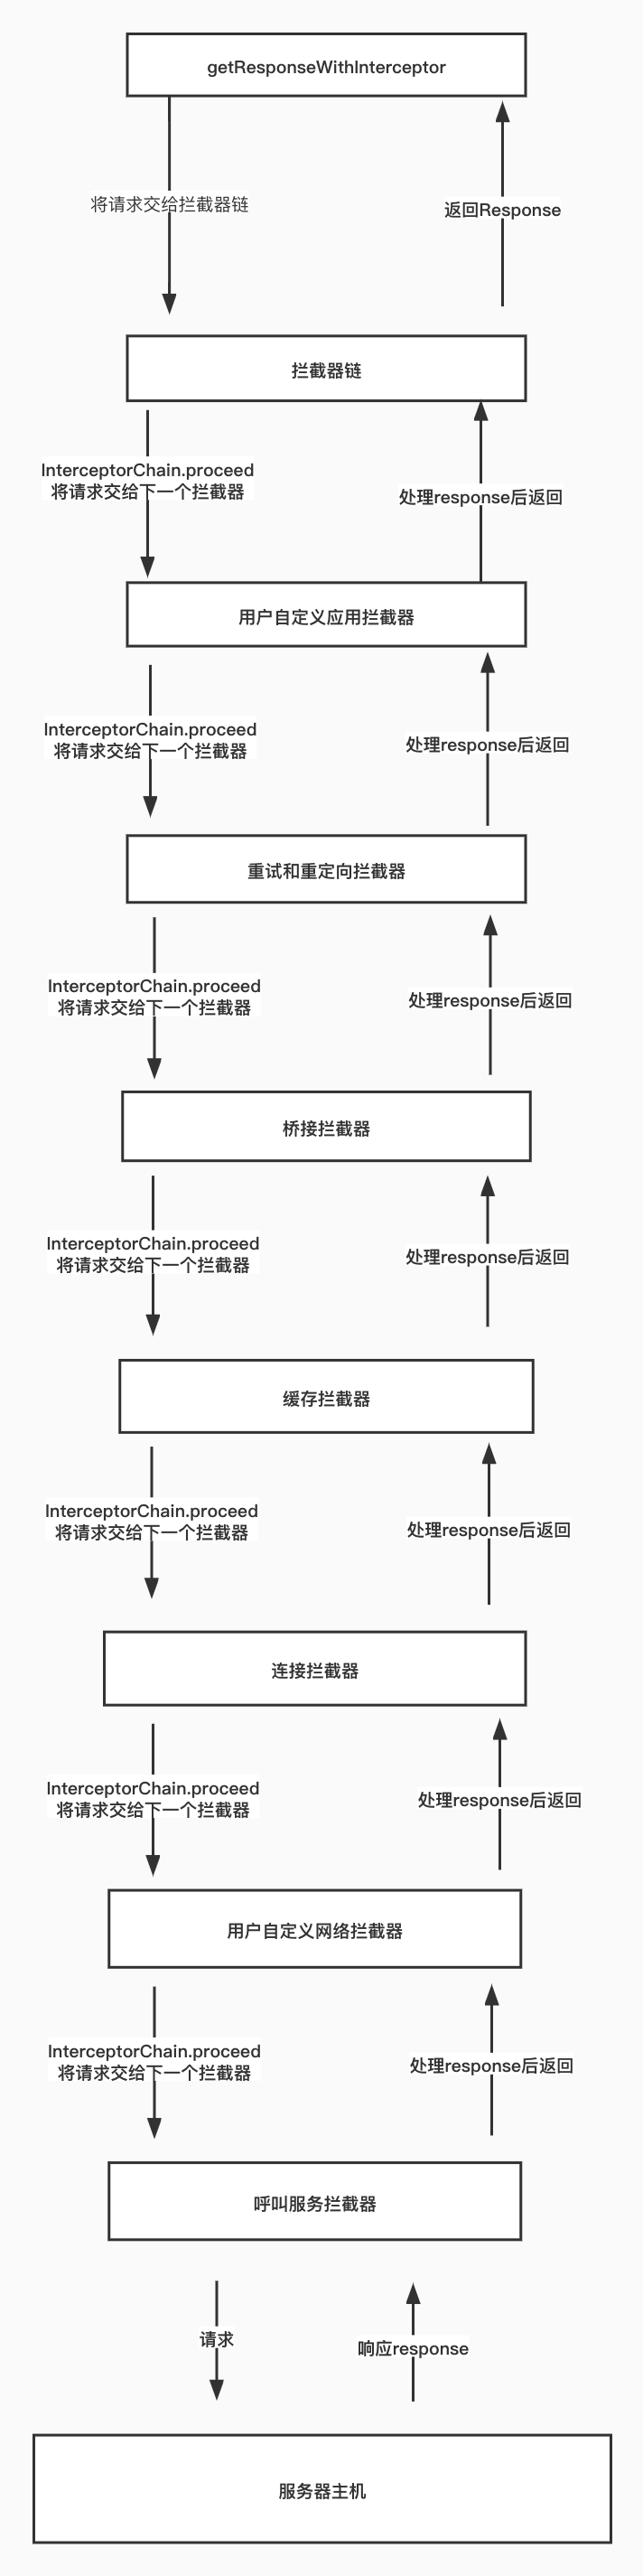 getResponseWithInterceptor
将请求交给拦截器链
返回Response
拦截器链
InterceptorChain.proceed
将请求交给下一个拦截器
处理response后返回
用户自定义应用拦截器
InterceptorChain.proceed
将请求交给下一个拦截器
处理response后返回
重试和重定向拦截器
InterceptorChain.proceed
将请求交给下一个拦截器
处理response后返回
桥接拦截器
InterceptorChain.proceed
将请求交给下一个拦截器
处理response后返回
缓存拦截器
InterceptorChain.proceed
将请求交给下一个拦截器
处理response后返回
连接拦截器
InterceptorChain.proceed
将请求交给下一个拦截器
处理response后返回
用户自定义网络拦截器
InterceptorChain.proceed
将请求交给下一个拦截器
处理response后返回
呼叫服务拦截器
请求
响应response
服务器主机